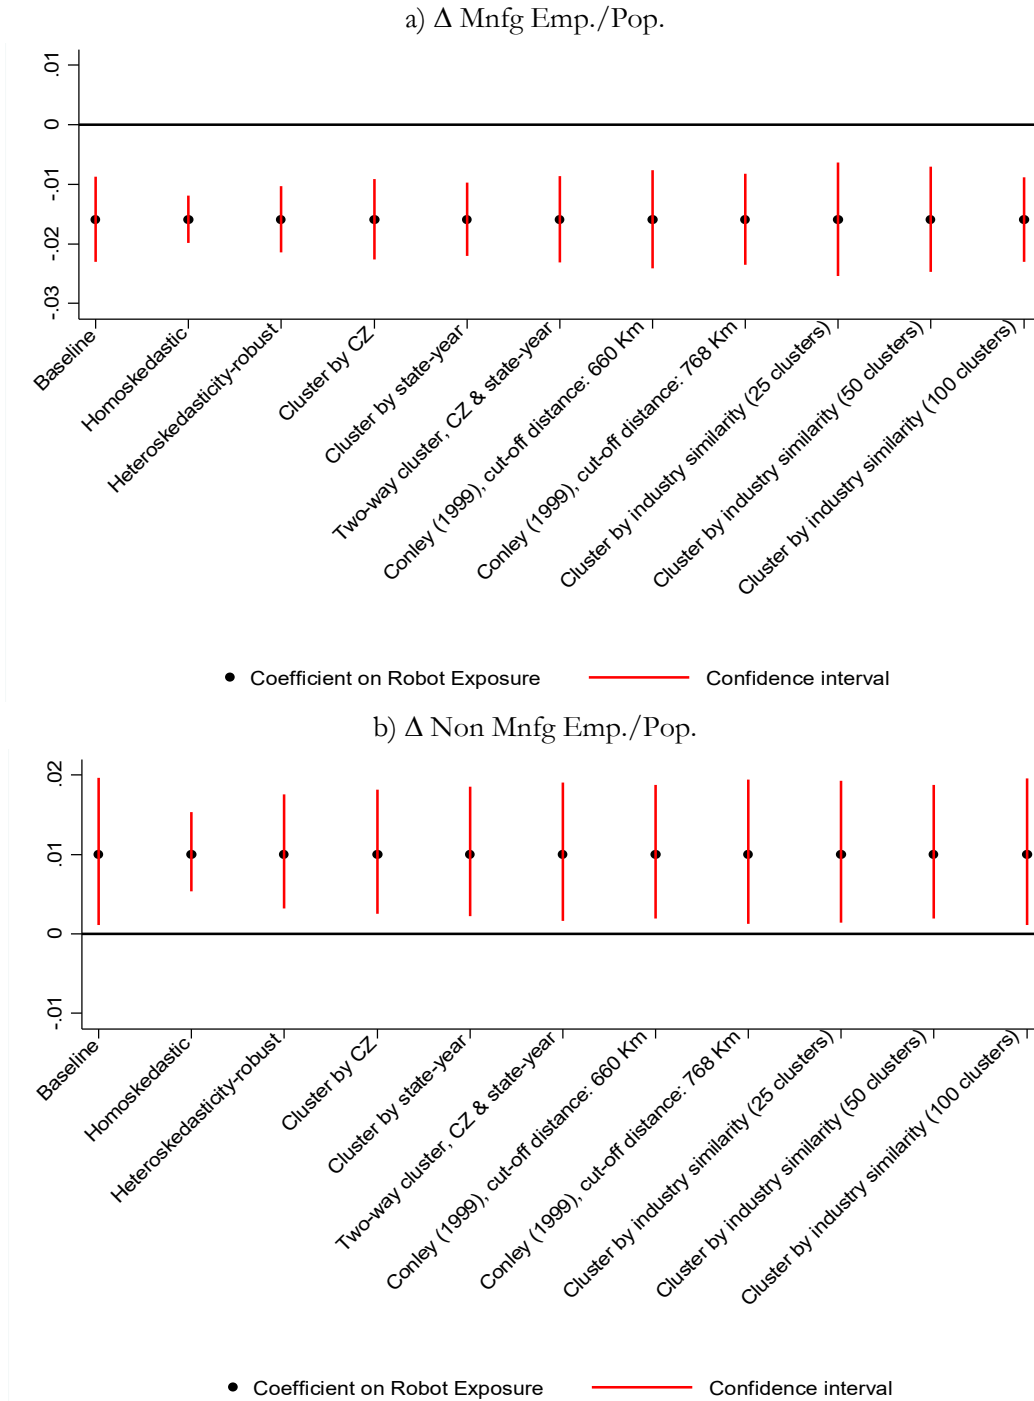 a) Δ Mnfg Emp./Pop.
.01
0
-.01
-.02
-.03
Baseline
Homoskedastic
Heteroskedasticity-robust
Cluster by CZ
Cluster by state-year
Two-way cluster, CZ & state-year
Conley (1999), cut-off distance: 660 Km
Conley (1999), cut-off distance: 768 Km
Cluster by industry similarity (25 clusters)
Cluster by industry similarity (50 clusters)
Cluster by industry similarity (100 clusters)
Coefficient on Robot Exposure
Confidence interval
b) Δ Non Mnfg Emp./Pop.
.02
.01
0
-.01
Baseline
Homoskedastic
Heteroskedasticity-robust
Cluster by CZ
Cluster by state-year
Two-way cluster, CZ & state-year
Conley (1999), cut-off distance: 660 Km
Conley (1999), cut-off distance: 768 Km
Cluster by industry similarity (25 clusters)
Cluster by industry similarity (50 clusters)
Cluster by industry similarity (100 clusters)
Coefficient on Robot Exposure
Confidence interval